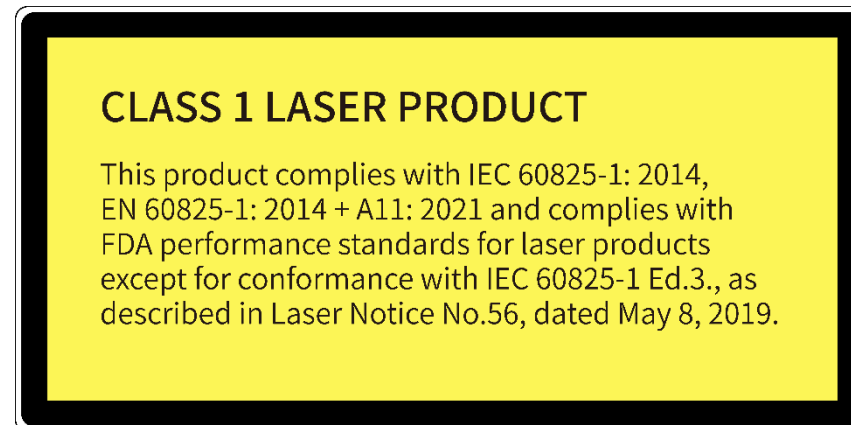 CLASS 1 LASER PRODUCT
This product complies with IEC 60825-1: 2014,
EN 60825-1: 2014 + A11: 2021 and complies with
FDA performance standards for laser products
except for conformance with IEC 60825-1 Ed.3., as
described in Laser Notice No.56, dated May 8, 2019.